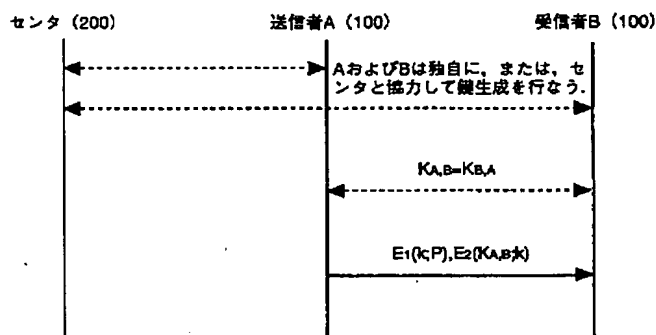 センタ（200）
送信者A（100）
受信者B（100）
AおよびBは独自に，または，セ
ンタと協力して鍵生成を行なう．
KA,B=KB,A
E1(k;P),E2(KA,B;k)